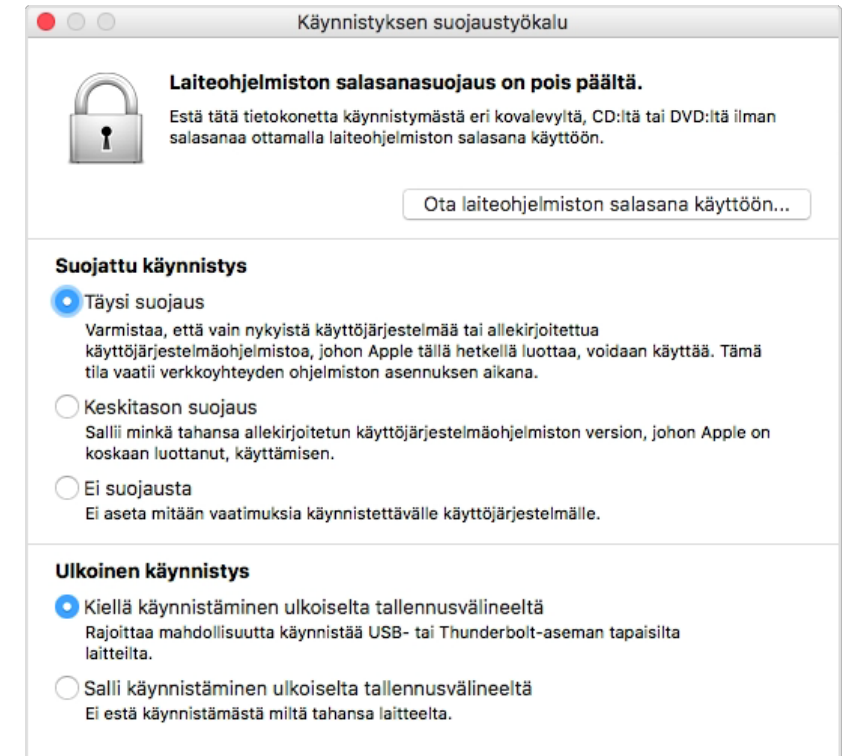 Käynnistyksen suojaustyökalu
Laiteohjelmiston salasanasuojaus on pois päältä.
Estä tätä tietokonetta käynnistymästä eri kovalevyltä, CD:ltä tai DVD:ltä ilman
salasanaa ottamalla laiteohjelmiston salasana käyttöön.
Ota laiteohjelmiston salasana käyttöön...
Suojattu käynnistys
Täysi suojaus
Varmistaa, että vain nykyistä käyttöjärjestelmää tai allekirjoitettua
käyttöjärjestelmäohjelmistoa, johon Apple tällä hetkellä luottaa, voidaan käyttää. Tämä
tila vaatii verkkoyhteyden ohjelmiston asennuksen aikana.
Keskitason suojaus
Sallii minkä tahansa allekirjoitetun käyttöjärjestelmäohjelmiston version, johon Apple on
koskaan luottanut, käyttämisen.
Ei suojausta
Ei aseta mitään vaatimuksia käynnistettävälle käyttöjärjestelmälle.
Ulkoinen käynnistys
Kiellä käynnistäminen ulkoiselta tallennusvälineeltä
Rajoittaa mahdollisuutta käynnistää USB- tai Thunderbolt-aseman tapaisilta
laitteilta.
Salli käynnistäminen ulkoiselta tallennusvälineeltä
Ei estä käynnistämästä miltä tahansa laitteelta.